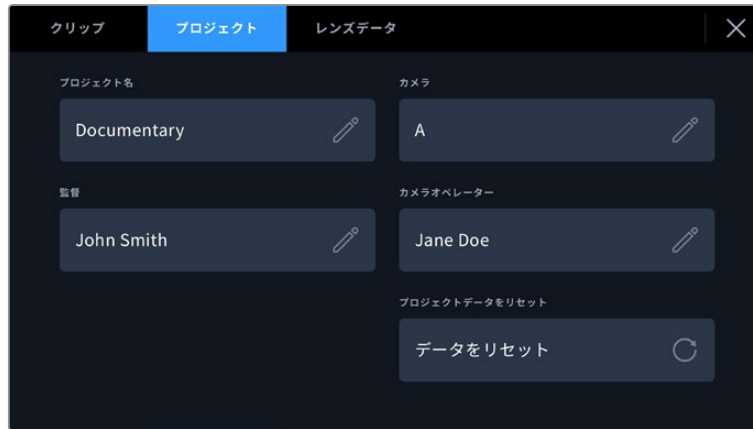 クリップ
プロジェクト
レンズデータ
プロジェクト名
カメラ
Documentary
A
監督
カメラオペレーター
John Smith
Jane Doe
プロジェクトデータをリセット
データをリセット